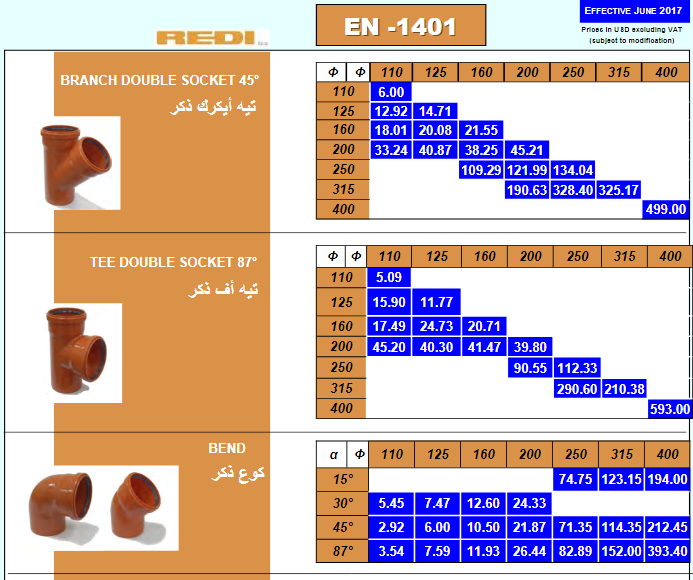 EFFECTIVE JUNE 2017
Prices in USD excluding VAT
(subject to modification)
REDI S.p.a.
EN -1401
BRANCH DOUBLE SOCKET 45°
تيه أيكرك ذكر
Φ Φ 110 125 160 200 250 315 400
110 6.00
125 12.92 14.71
160 18.01 20.08 21.55
200 33.24 40.87 38.25 45.21
250 109.29 121.99 134.04
315 190.63 328.40 325.17
400 499.00
TEE DOUBLE SOCKET 87°
تيه أف ذكر
Φ Φ 110 125 160 200 250 315 400
110 5.09
125 15.90 11.77
160 17.49 24.73 20.71
200 45.20 40.30 41.47 39.80
250 90.55 112.33
315 290.60 210.38
400 593.00
BEND
كوع ذكر
α Φ 110 125 160 200 250 315 400
15° 74.75 123.15 194.00
30° 5.45 7.47 12.60 24.33
45° 2.92 6.00 10.50 21.87 71.35 114.35 212.45
87° 3.54 7.59 11.93 26.44 82.89 152.00 393.40